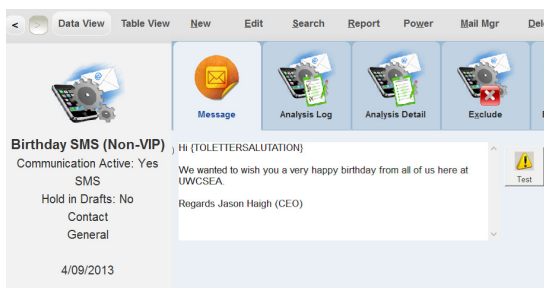 <
>
Data View
Table View
New
Edit
Search
Report
Power
Mail Mgr
Message
Analysis Log
Analysis Detail
Exclude
Birthday SMS (Non-VIP)
Communication Active: Yes
SMS
Hold in Drafts: No
Contact
General
4/09/2013
Hi {TOLETTERSALUTATION}
We wanted to wish you a very happy birthday from all of us here at
UWCSEA.
Regards Jason Haigh (CEO)
Test